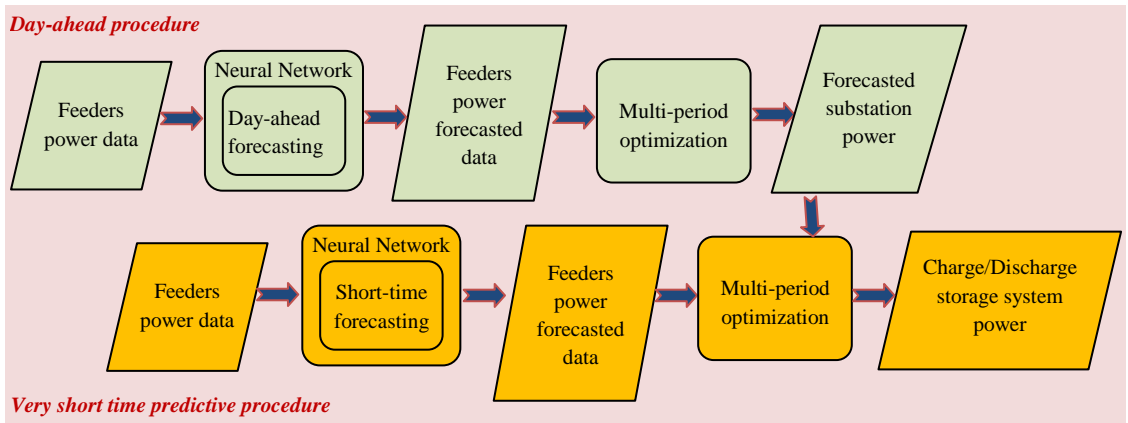 Day-ahead procedure
Feeders
power data
Neural Network
Day-ahead
forecasting
Feeders
power
forecasted
data
Multi-period
optimization
Forecasted
substation
power
Feeders
power data
Neural Network
Short-time
forecasting
Feeders
power
forecasted
data
Multi-period
optimization
Charge/Discharge
storage system
power
Very short time predictive procedure